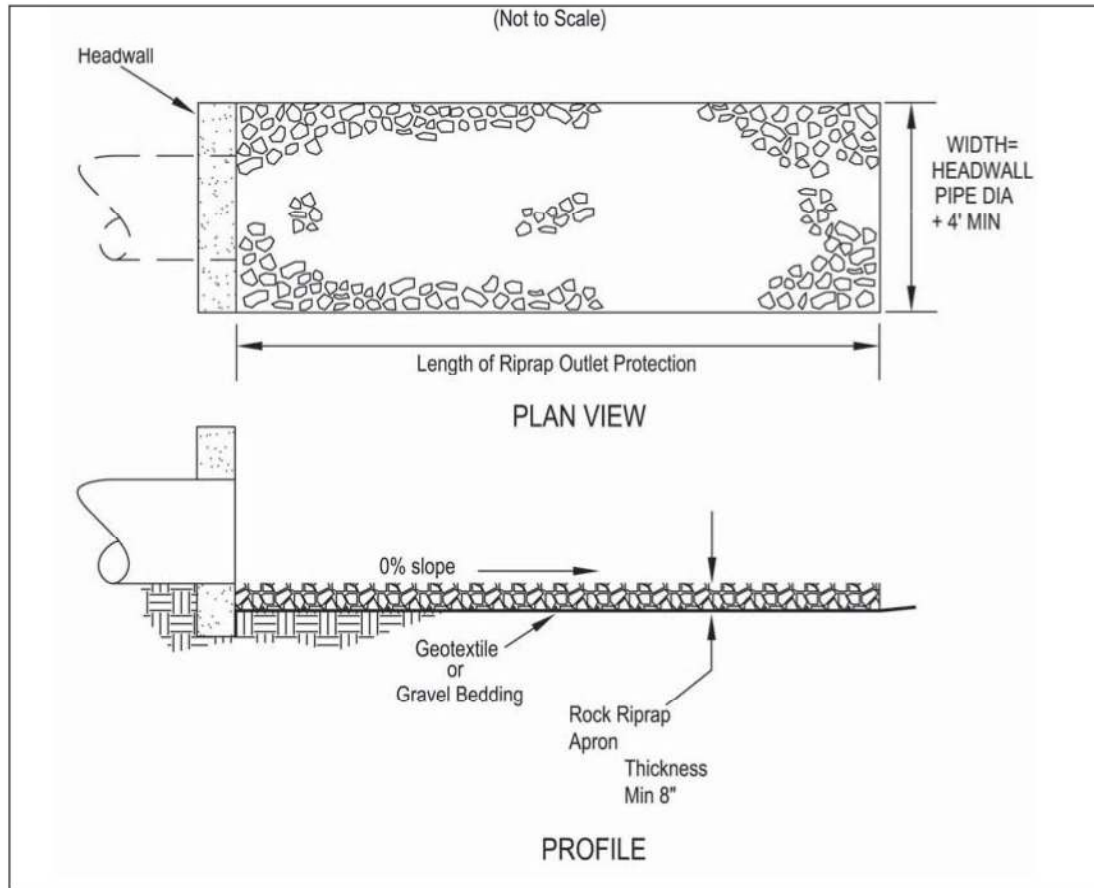 (Not to Scale)
Headwall
WIDTH=
HEADWALL
PIPE DIA
+ 4' MIN
Length of Riprap Outlet Protection
PLAN VIEW
0% slope
Geotextile
or
Gravel Bedding
Rock Riprap
Apron
Thickness
Min 8"
PROFILE